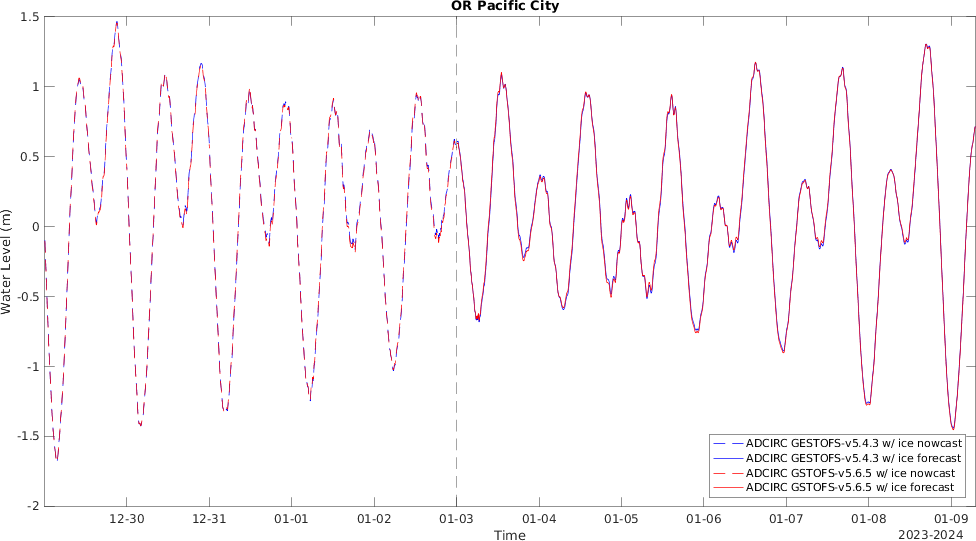 OR Pacific City
1.5
1
0.5
0
-0.5
-1
-1.5
-2
Water Level (m)
ADCIRC GESTOFS-v5.4.3 w/ ice nowcast
ADCIRC GESTOFS-v5.4.3 w/ ice forecast
ADCIRC GSTOFS-v5.6.5 w/ ice nowcast
ADCIRC GSTOFS-v5.6.5 w/ ice forecast
12-30 12-31 01-01 01-02 01-03 01-04 01-05 01-06 01-07 01-08 01-09
Time
2023-2024